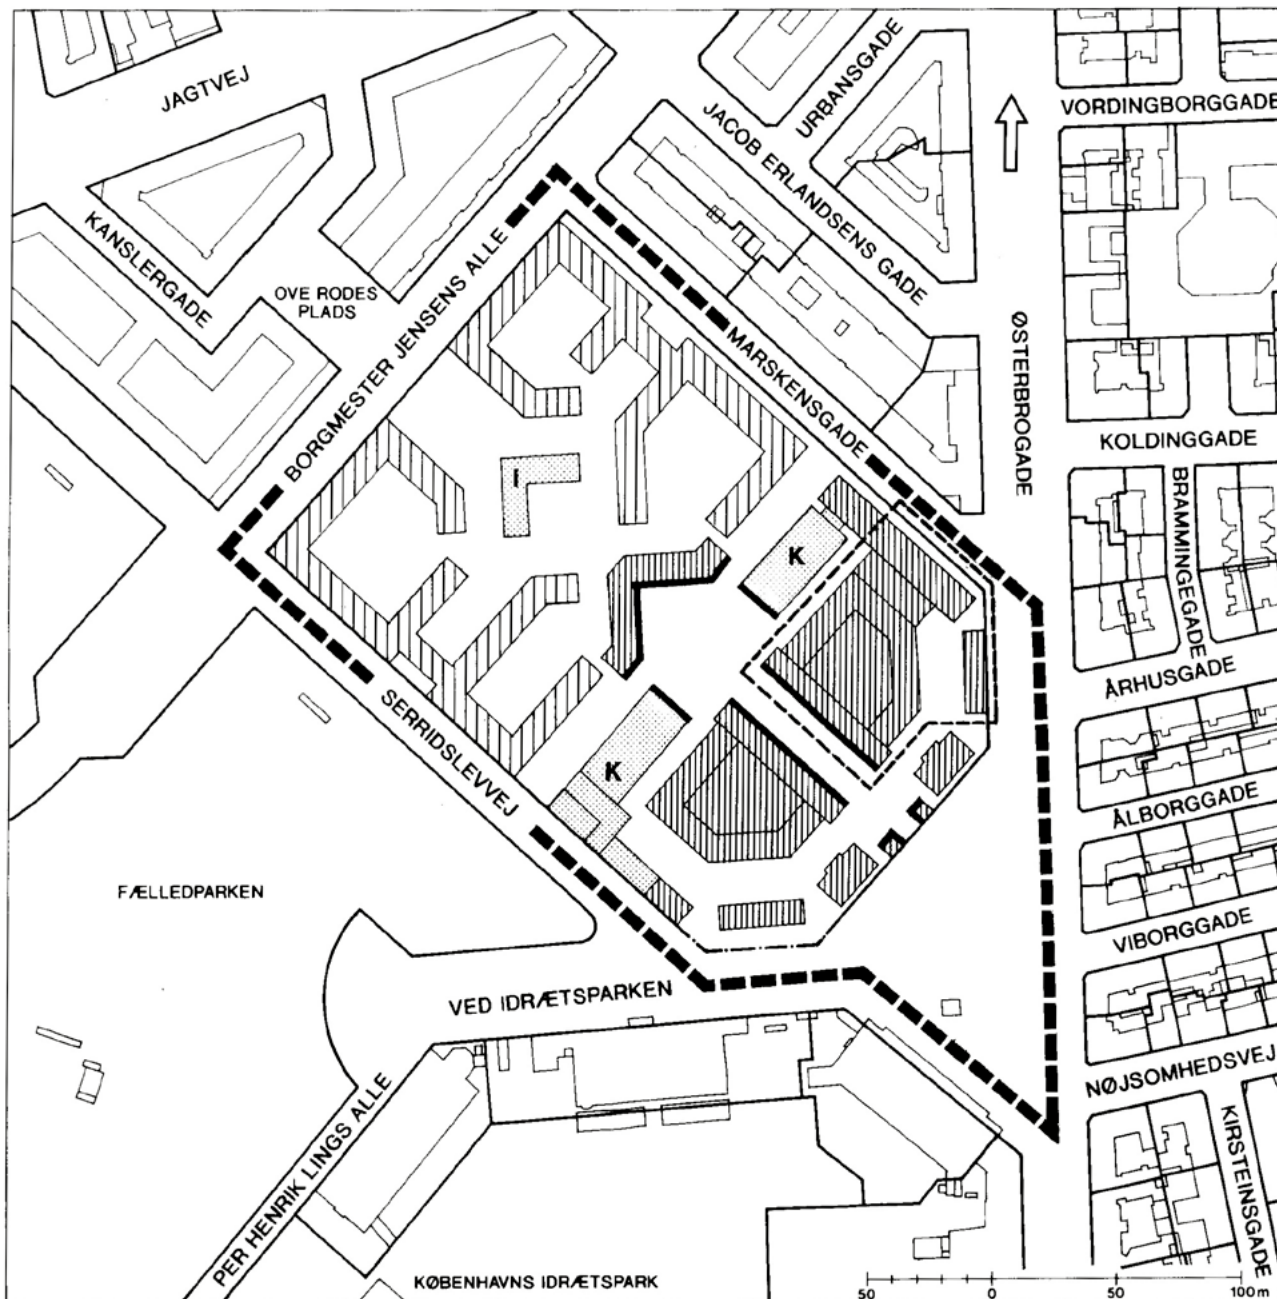 JAGTVEJ
URBANSGADE
VORDINGBORGGADE
JACOB ERLANDSENS GADE
KANSLERGADE
OVE RODES
PLADS
BORGMESTER JENSENS ALLE
MARSKENSGADE
ØSTERBROGADE
KOLDINGGADE
BRAMMINGEGADE
I
K
ÅRHUSGADE
SERRIDSLEVVEJ
K
ÅLBORGGADE
FÆLLEDPARKEN
VIBORGGADE
VED IDRÆTSPARKEN
NØJSOMHEDSVEJ
PER HENRIK LINGS ALLE
KIRSTEINSGADE
KØBENHAVNS IDRÆTSPARK
50 0 50 100 m